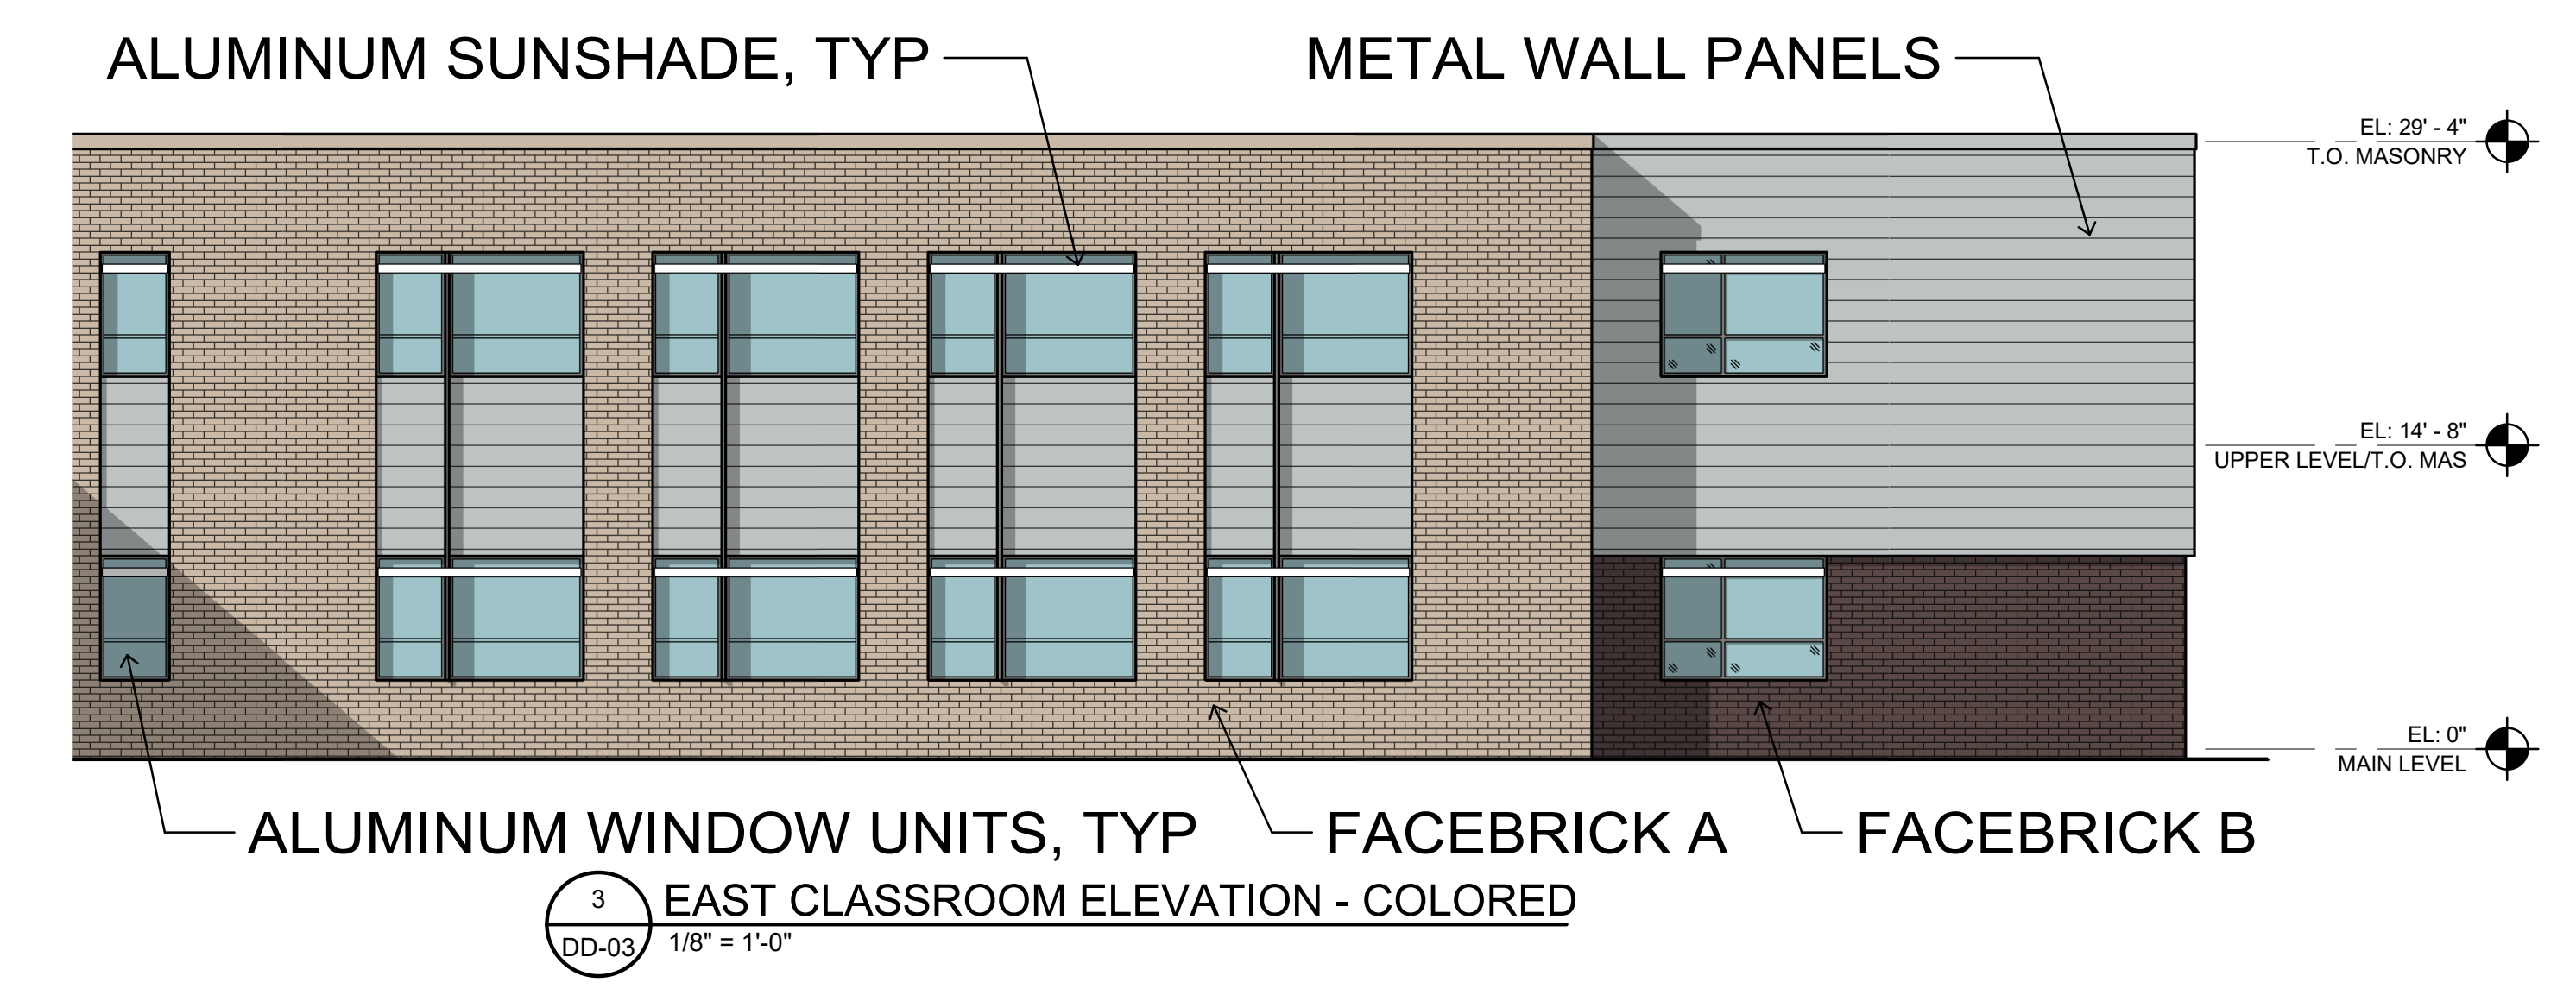 ALUMINUM SUNSHADE, TYP
METAL WALL PANELS
EL: 29' - 4"
T.O. MASONRY
EL: 14' - 8"
UPPER LEVEL/T.O. MAS
EL: 0"
MAIN LEVEL
ALUMINUM WINDOW UNITS, TYP
FACEBRICK A
FACEBRICK B
3
DD-03
EAST CLASSROOM ELEVATION - COLORED
1/8" = 1'-0"